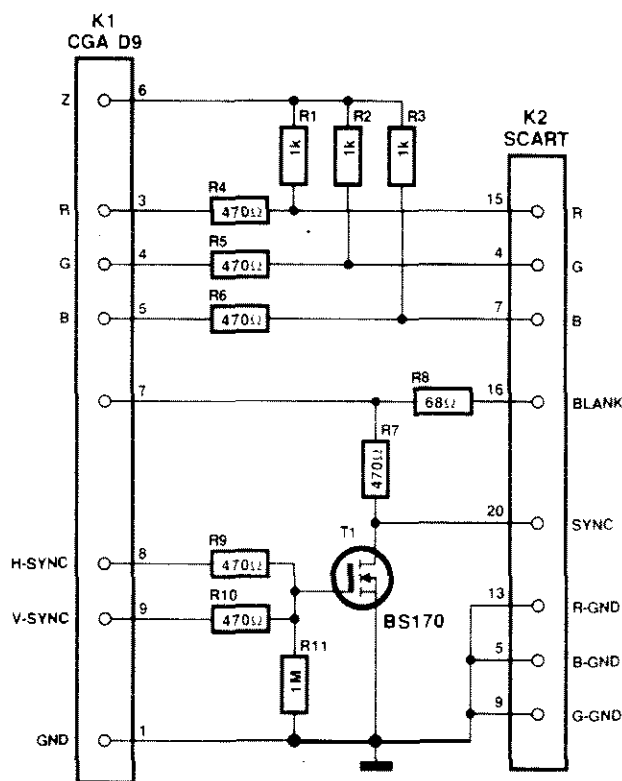 K1
CGA D9
K2
SCART
Z
6
R1
1k
R2
1k
R3
1k
R
3
R4
470Ω
15
R
G
4
R5
470Ω
4
G
B
5
R6
470Ω
7
B
7
R8
68Ω
16
BLANK
R7
470Ω
20
SYNC
T1
BS170
H-SYNC
8
R9
470Ω
V-SYNC
9
R10
470Ω
R11
1M
13
R-GND
5
B-GND
9
G-GND
GND
1